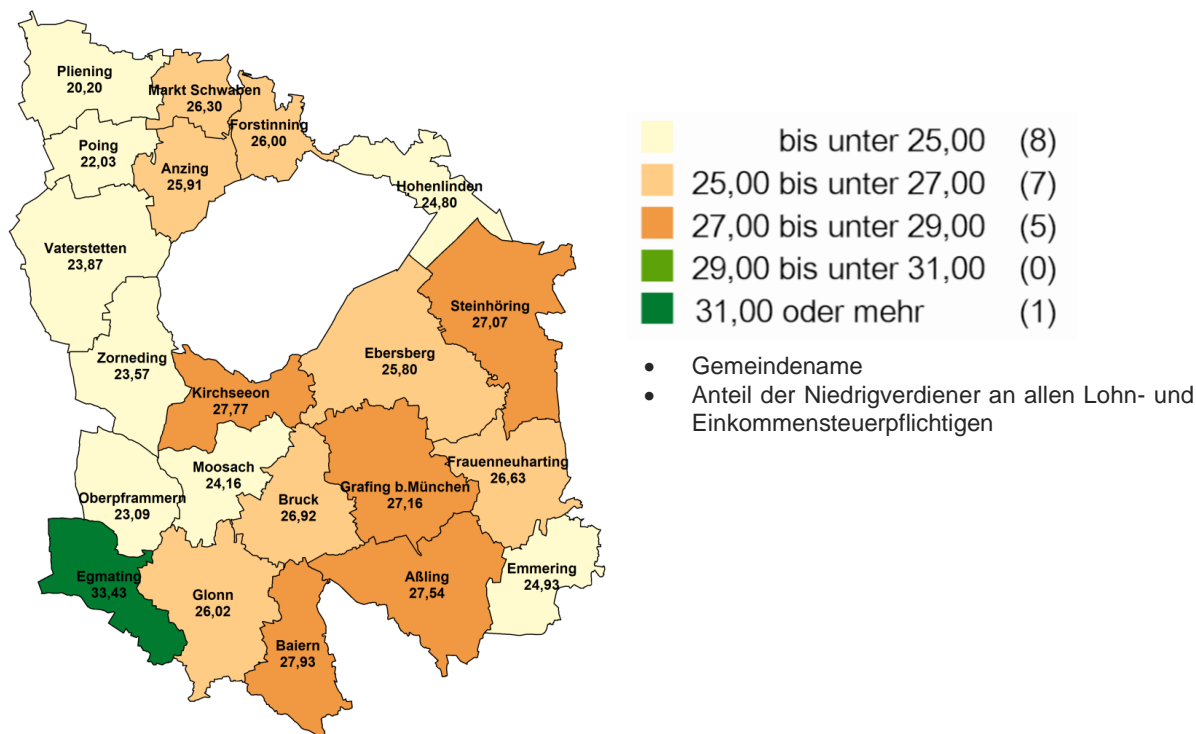 Pliening
20,20
Markt Schwaben
26,30
Forstinning
26,00
Poing
22,03
Anzing
25,91
Hohenlinden
24,80
Vaterstetten
23,87
Steinhöring
27,07
Zorneding
23,57
Ebersberg
25,80
Kirchseeon
27,77
Moosach
24,16
Frauenneuharting
26,63
Oberpframmern
23,09
Bruck
26,92
Grafing b.München
27,16
Egmating
33,43
Glonn
26,02
Aßling
27,54
Emmering
24,93
Baiern
27,93
bis unter 25,00 (8)
25,00 bis unter 27,00 (7)
27,00 bis unter 29,00 (5)
29,00 bis unter 31,00 (0)
31,00 oder mehr (1)
• Gemeindename
• Anteil der Niedrigverdiener an allen Lohn- und
Einkommensteuerpflichtigen